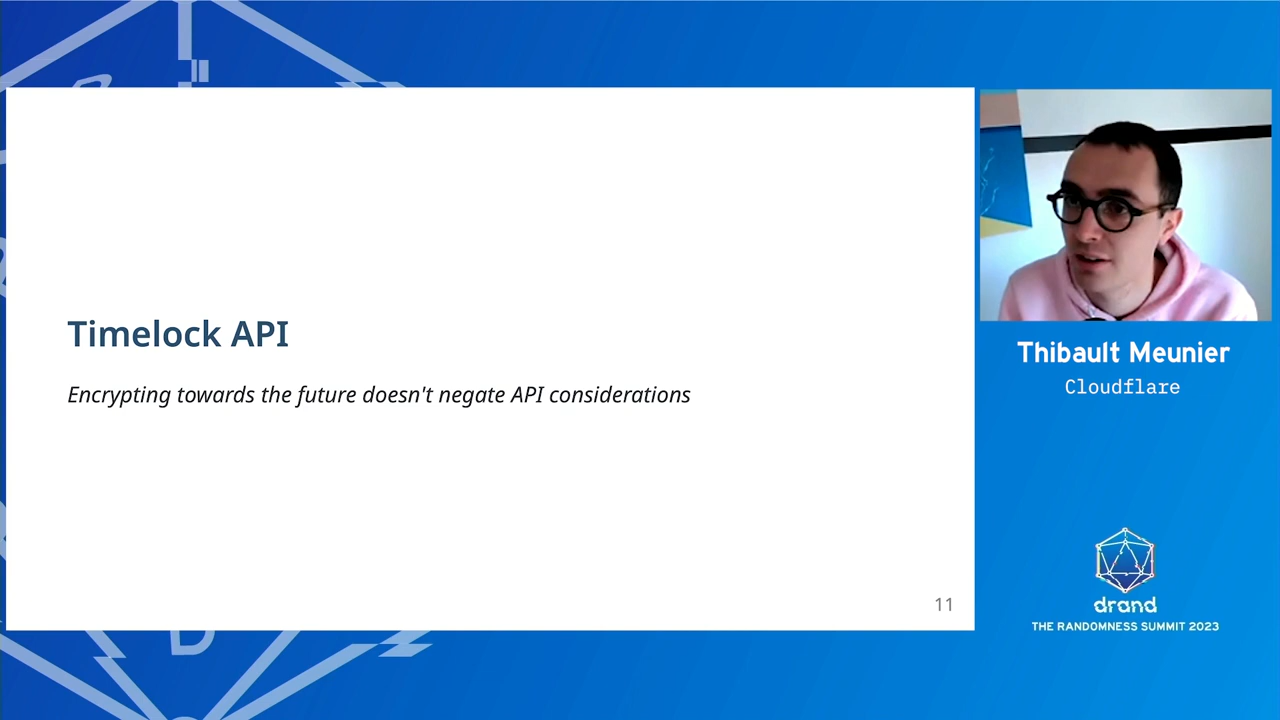 Timelock API
Encrypting towards the future doesn't negate API considerations
11
Thibault Meunier
Cloudflare
drand
THE RANDOMNESS SUMMIT 2023
D